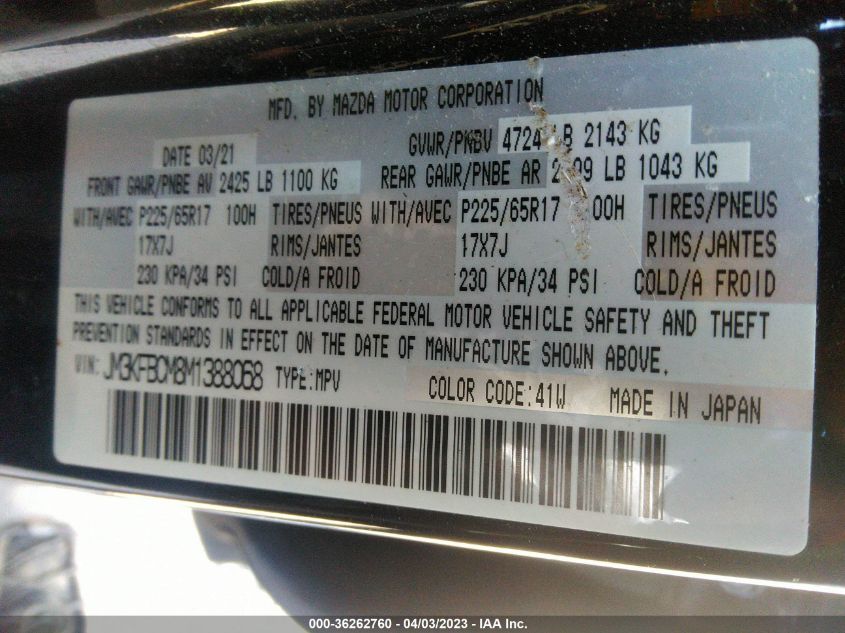 MFD. BY MAZDA MOTOR CORPORATION
DATE 03/21 GVWR/PNBV 4724 LB 2143 KG
FRONT GAWR/PNBE AV 2425 LB 1100 KG REAR GAWR/PNBE AR LB 1043 KG
WITH/AVEC P225/65R17 100H TIRES/PNEUS WITH/AVEC P225/65R17 00H TIRES/PNEUS
17X7J RIMS/JANTES 17X7J RIMS/JANTES
230 KPA/34 PSI COLD/A FROID 230 KPA/34 PSI COLD/A FROID
THIS VEHICLE CONFORMS TO ALL APPLICABLE FEDERAL MOTOR VEHICLE SAFETY AND THEFT
PREVENTION STANDARDS IN EFFECT ON THE DATE OF MANUFACTURE SHOWN ABOVE.
VIN: JM3KFBCM8M1388068 TYPE:MPV COLOR CODE:41W MADE IN JAPAN
000-36262760 - 04/03/2023 - IAA Inc.